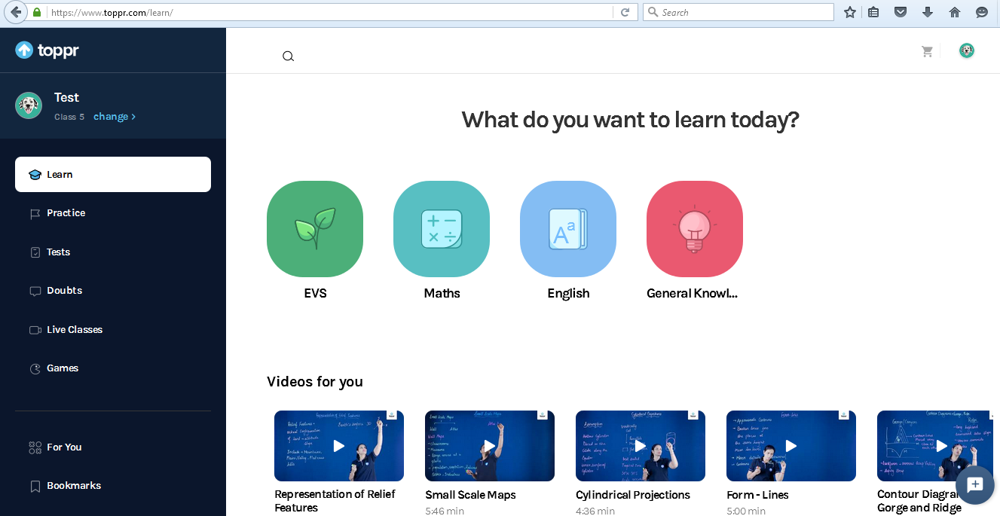 https://www.toppr.com/learn/
Search
toppr
Test
Class 5 change >
Learn
Practice
Tests
Doubts
Live Classes
Games
For You
Bookmarks
What do you want to learn today?
Aa
EVS
Maths
English
General Knowl...
Videos for you
Representation of Relief
Features
Small Scale Maps
5:46 min
Cylindrical Projections
4:36 min
Form - Lines
5:00 min
Contour Diagra
Gorge and Ridge